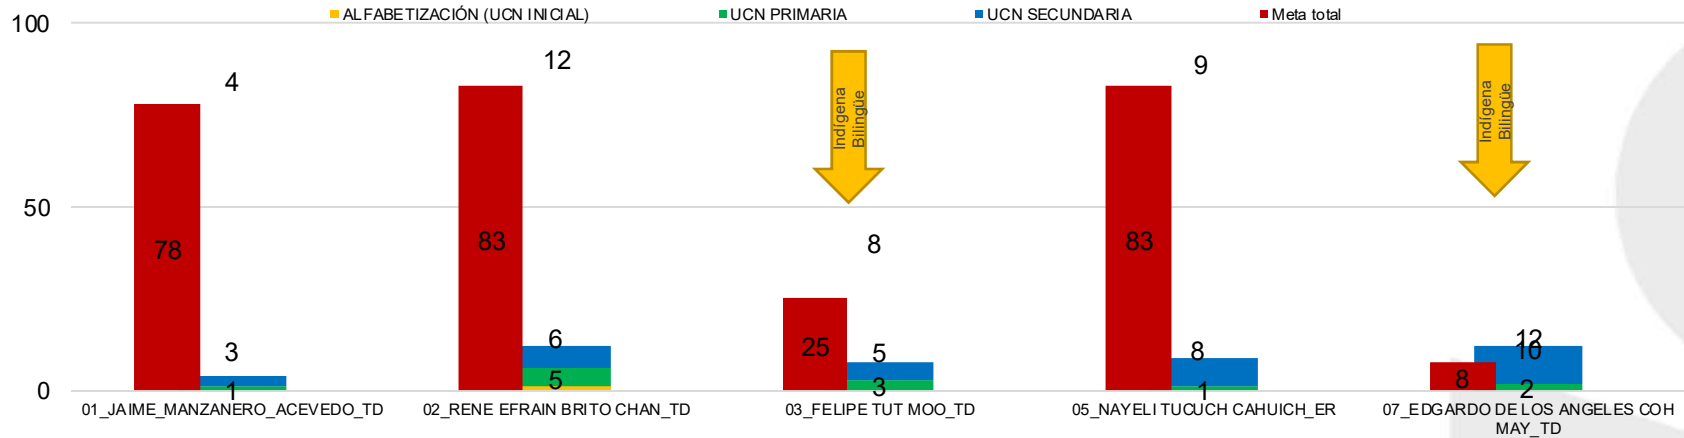 ALFABETIZACIÓN (UCN INICIAL) UCN PRIMARIA UCN SECUNDARIA Meta total
100
50
0
4
78
3
1
12
83
6
5
Indígena
Bilingüe
8
25
5
3
9
83
8
1
Indígena
Bilingüe
12
10
8
2
01_JAIME_MANZANERO_ACEVEDO_TD
02_RENE EFRAIN BRITO CHAN_TD
03_FELIPE TUT MOO_TD
05_NAYELI TUCUCH CAHUICH_ER
07_EDGARDO DE LOS ANGELES COH
MAY_TD